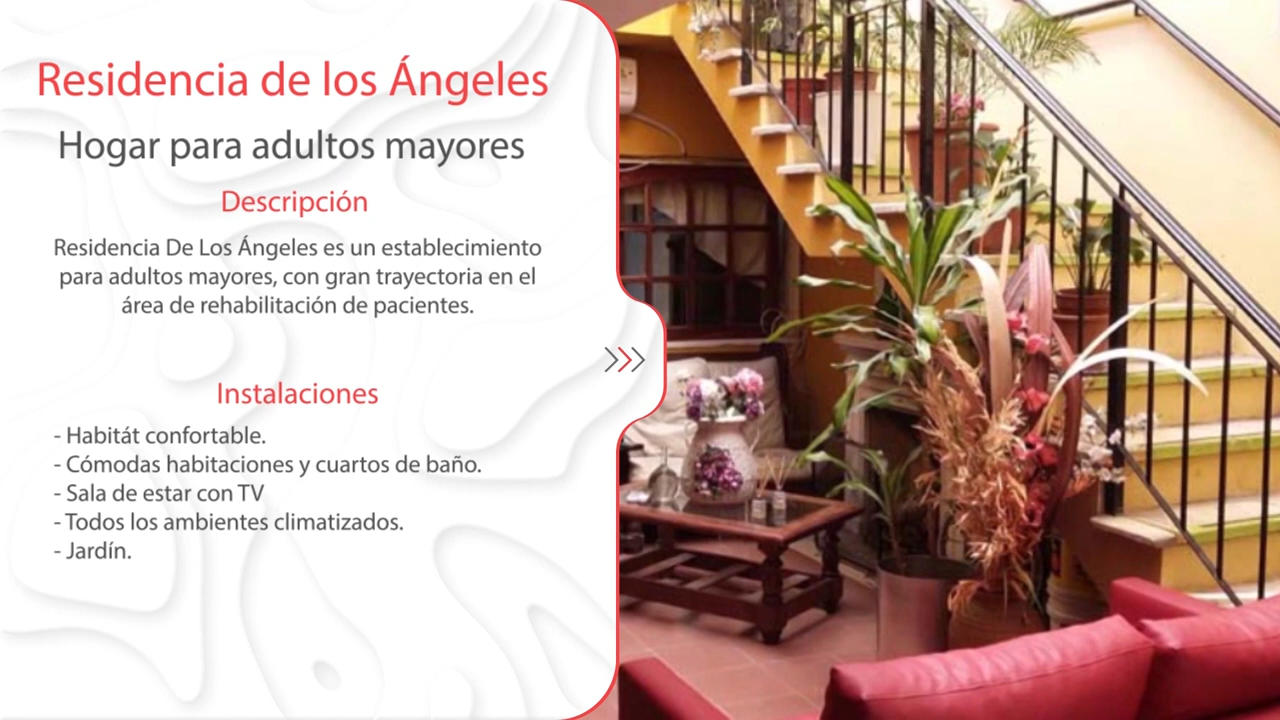 Residencia de los Ángeles
Hogar para adultos mayores
Descripción
Residencia De Los Ángeles es un establecimiento
para adultos mayores, con gran trayectoria en el
área de rehabilitación de pacientes.
Instalaciones
- Habitát confortable.
- Cómodas habitaciones y cuartos de baño.
- Sala de estar con TV
- Todos los ambientes climatizados.
- Jardín.